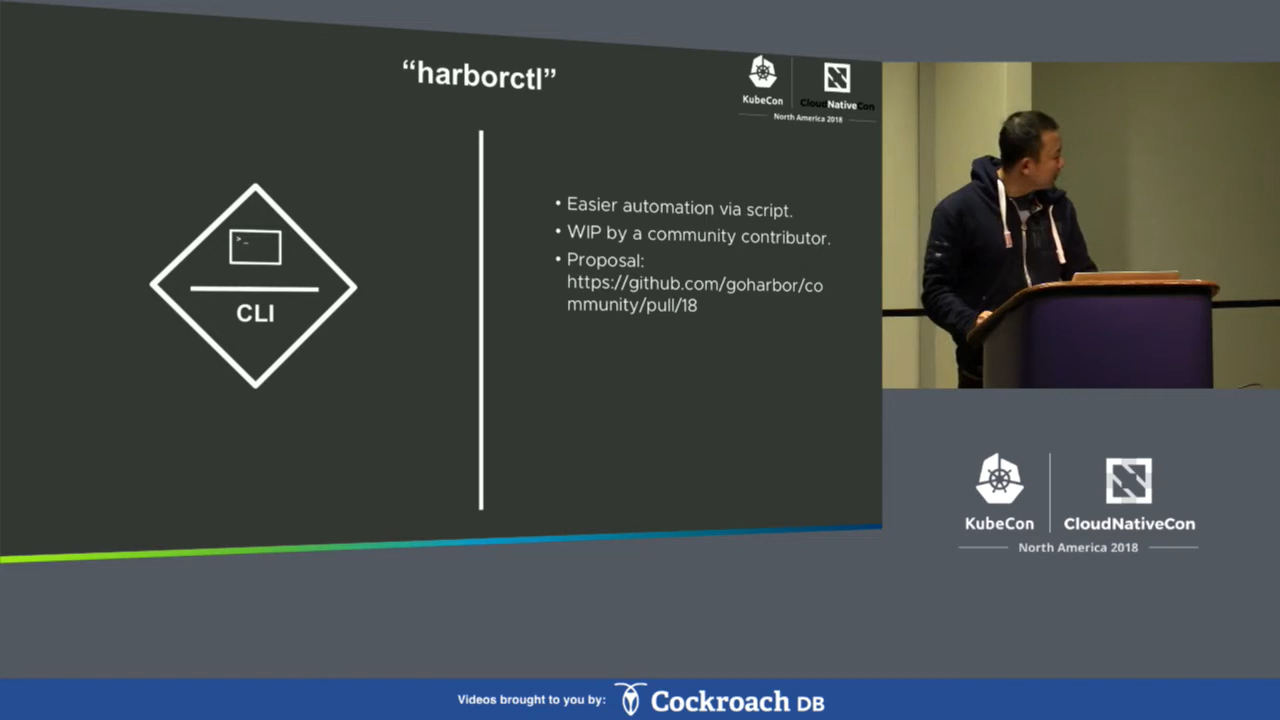 “harborctl”
KubeCon
CloudNativeCon
North America 2018
>_
CLI
• Easier automation via script.
• WIP by a community contributor.
• Proposal:
https://github.com/goharbor/co
mmunity/pull/18
KubeCon
CloudNativeCon
North America 2018
Videos brought to you by:
Cockroach DB